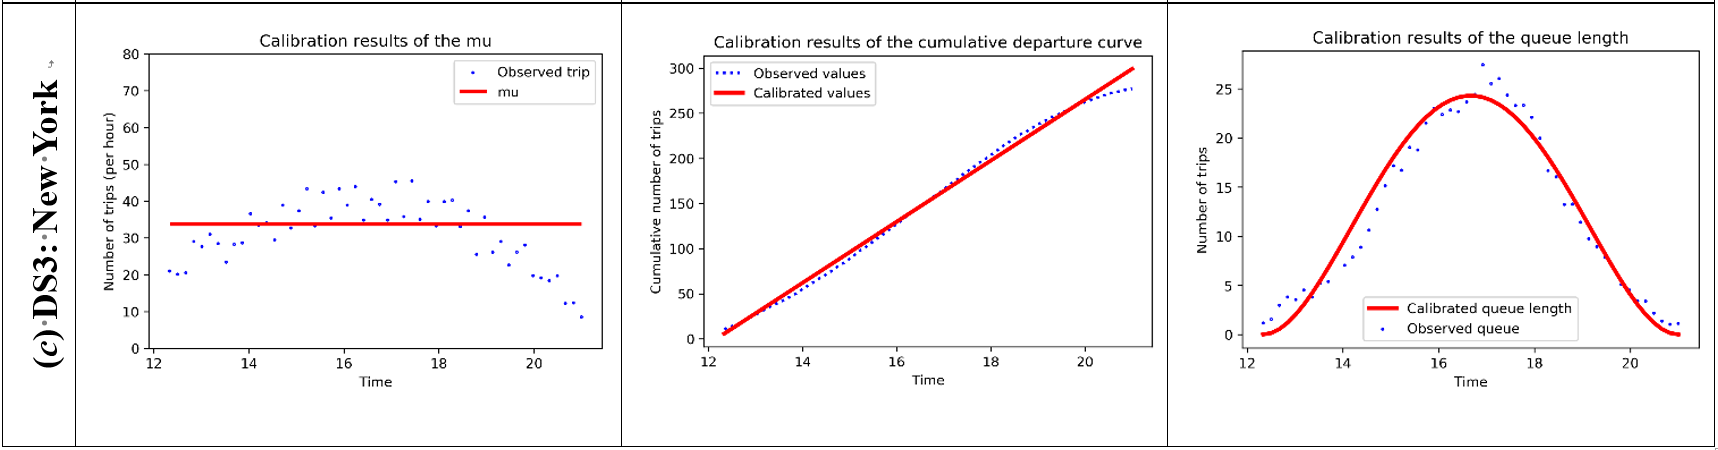 (c) DS3: New York
Calibration results of the mu
Number of trips (per hour)
80
70
60
50
40
30
20
10
0
Observed trip
mu
12 14 16 18 20
Time
Calibration results of the cumulative departure curve
Cumulative number of trips
300
250
200
150
100
50
0
Observed values
Calibrated values
12 14 16 18 20
Time
Calibration results of the queue length
Number of trips
25
20
15
10
5
0
Calibrated queue length
Observed queue
12 14 16 18 20
Time